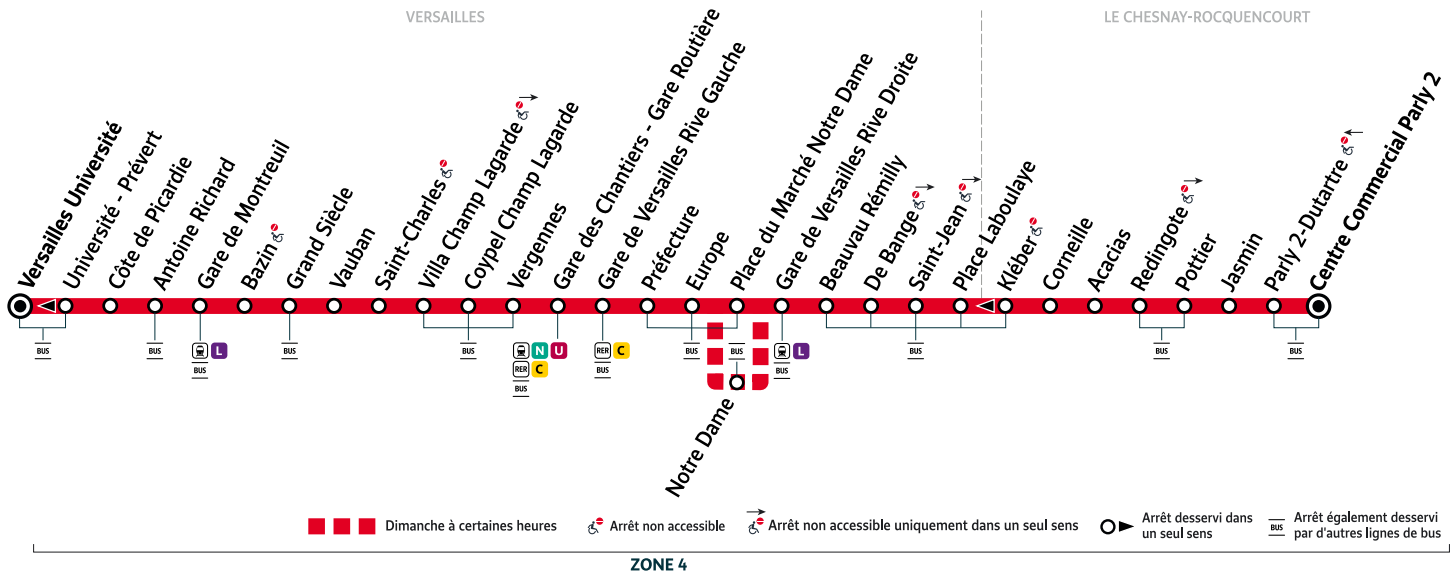 VERSAILLES
LE CHESNAY-ROCQUENCOURT
Versailles Université
Université - Prévert
Côte de Picardie
Antoine Richard
Gare de Montreuil
Bazin
Grand Siècle
Vauban
Saint-Charles
Villa Champ Lagarde
Coypel Champ Lagarde
Vergennes
Gare des Chantiers - Gare Routière
Gare de Versailles Rive Gauche
Préfecture
Europe
Place du Marché Notre Dame
Gare de Versailles Rive Droite
Beauvau Rémilly
De Bange
Saint-Jean
Place Laboulaye
Kléber
Corneille
Acacias
Redingote
Pottier
Jasmin
Parly 2-Dutartre
Centre Commercial Parly 2
BUS
BUS
L
BUS
BUS
BUS
N U
RER C
BUS
RER C
BUS
BUS
BUS
L
BUS
BUS
BUS
BUS
Notre Dame
Dimanche à certaines heures
Arrêt non accessible
Arrêt non accessible uniquement dans un seul sens
Arrêt desservi dans
un seul sens
BUS
Arrêt également desservi
par d'autres lignes de bus
ZONE 4